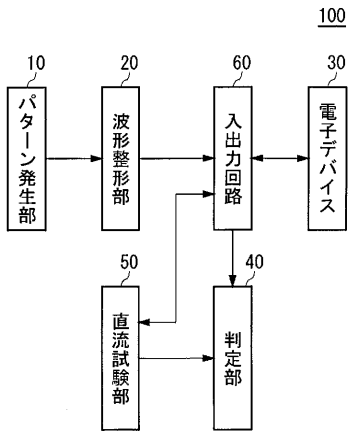 100
10
20
60
30
パターン発生部
波形整形部
入出力回路
電子デバイス
50
40
直流試験部
判定部